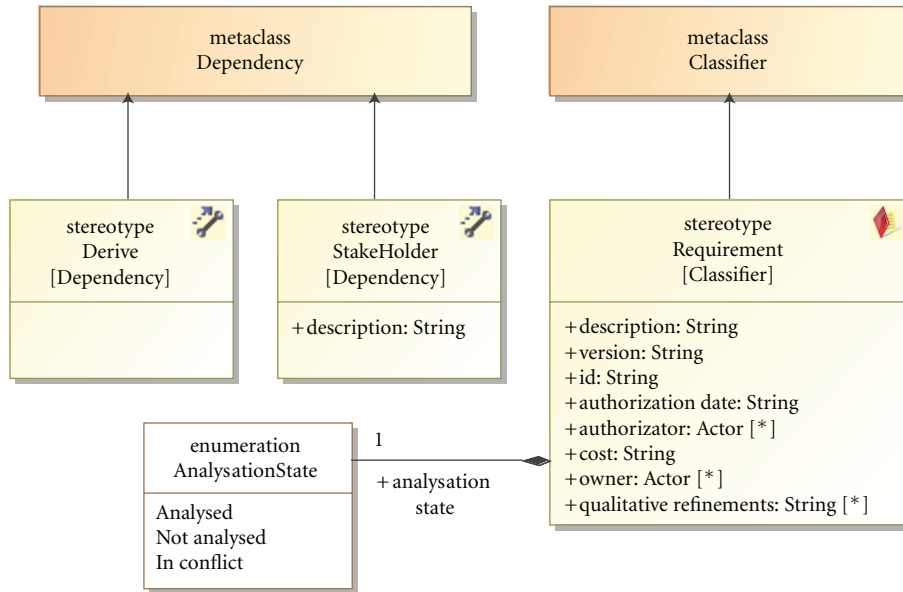 metaclass
Dependency
metaclass
Classifier
stereotype
Derive
[Dependency]
stereotype
StakeHolder
[Dependency]
+description: String
stereotype
Requirement
[Classifier]
+description: String
+version: String
+id: String
+authorization date: String
+authorizator: Actor [*]
+cost: String
+owner: Actor [*]
+qualitative refinements: String [*]
enumeration
AnalysationState
Analysed
Not analysed
In conflict
1
+analysation
state